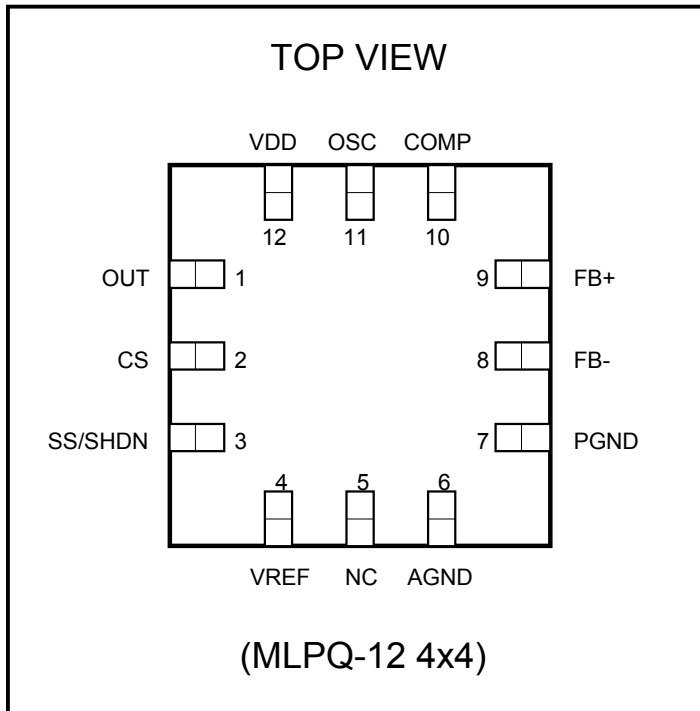 TOP VIEW
VDD OSC COMP
12 11 10
OUT 1 9 FB+
CS 2 8 FB-
SS/SHDN 3 7 PGND
4 5 6
VREF NC AGND
(MLPQ-12 4x4)